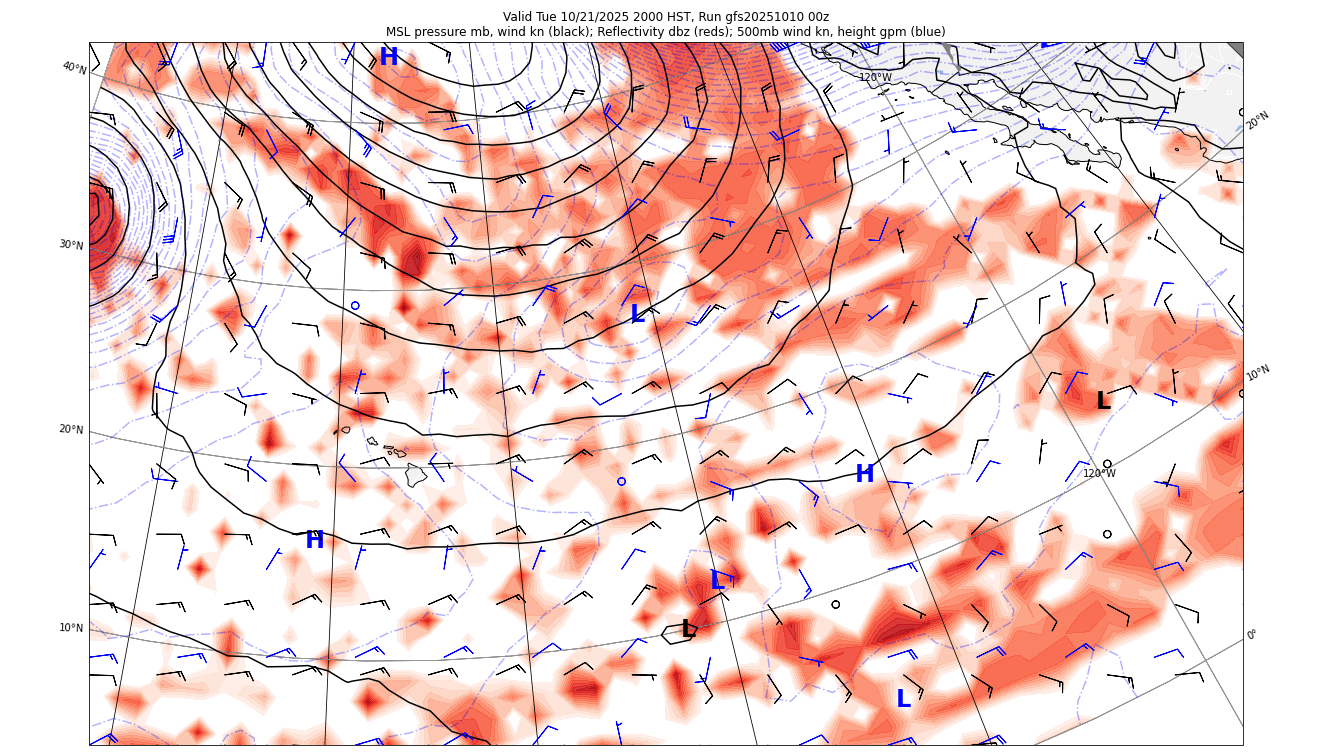 Valid Tue 10/21/2025 2000 HST, Run gfs20251010 00z
MSL pressure mb, wind kn (black); Reflectivity dbz (reds); 500mb wind kn, height gpm (blue)
H
40°N
120°W
20°N
30°N
L
10°N
L
20°N
H
120°W
H
L
10°N
L
0°
L